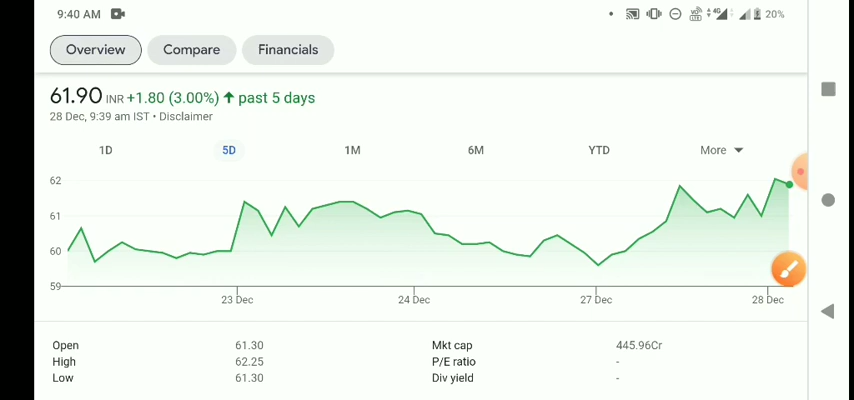 9:40 AM
4G 20%
Overview Compare Financials
61.90 INR +1.80 (3.00%) past 5 days
28 Dec, 9:39 am IST • Disclaimer
1D 5D 1M 6M YTD More
62
61
60
59
23 Dec 24 Dec 27 Dec 28 Dec
Open 61.30 Mkt cap 445.96Cr
High 62.25 P/E ratio -
Low 61.30 Div yield -